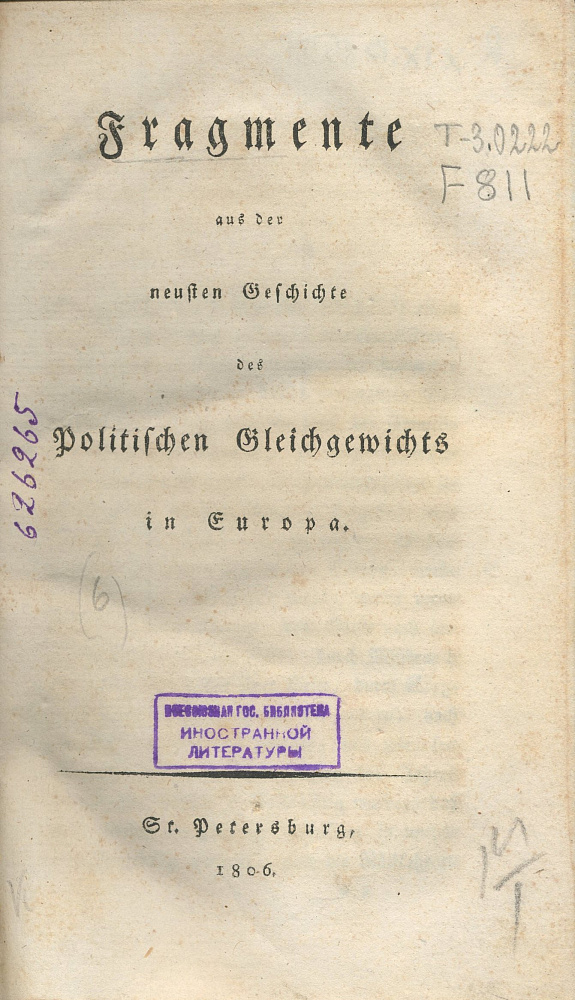 Fragmente
T-3.0222
F 811
aus der
neusten Geschichte
des
Politischen Gleichgewichts
in Europa.
626265
(6)
ВСЕСОЮЗНАЯ ГОС. БИБЛИОТЕКА
ИНОСТРАННОЙ
ЛИТЕРАТУРЫ
St. Petersburg,
1806.